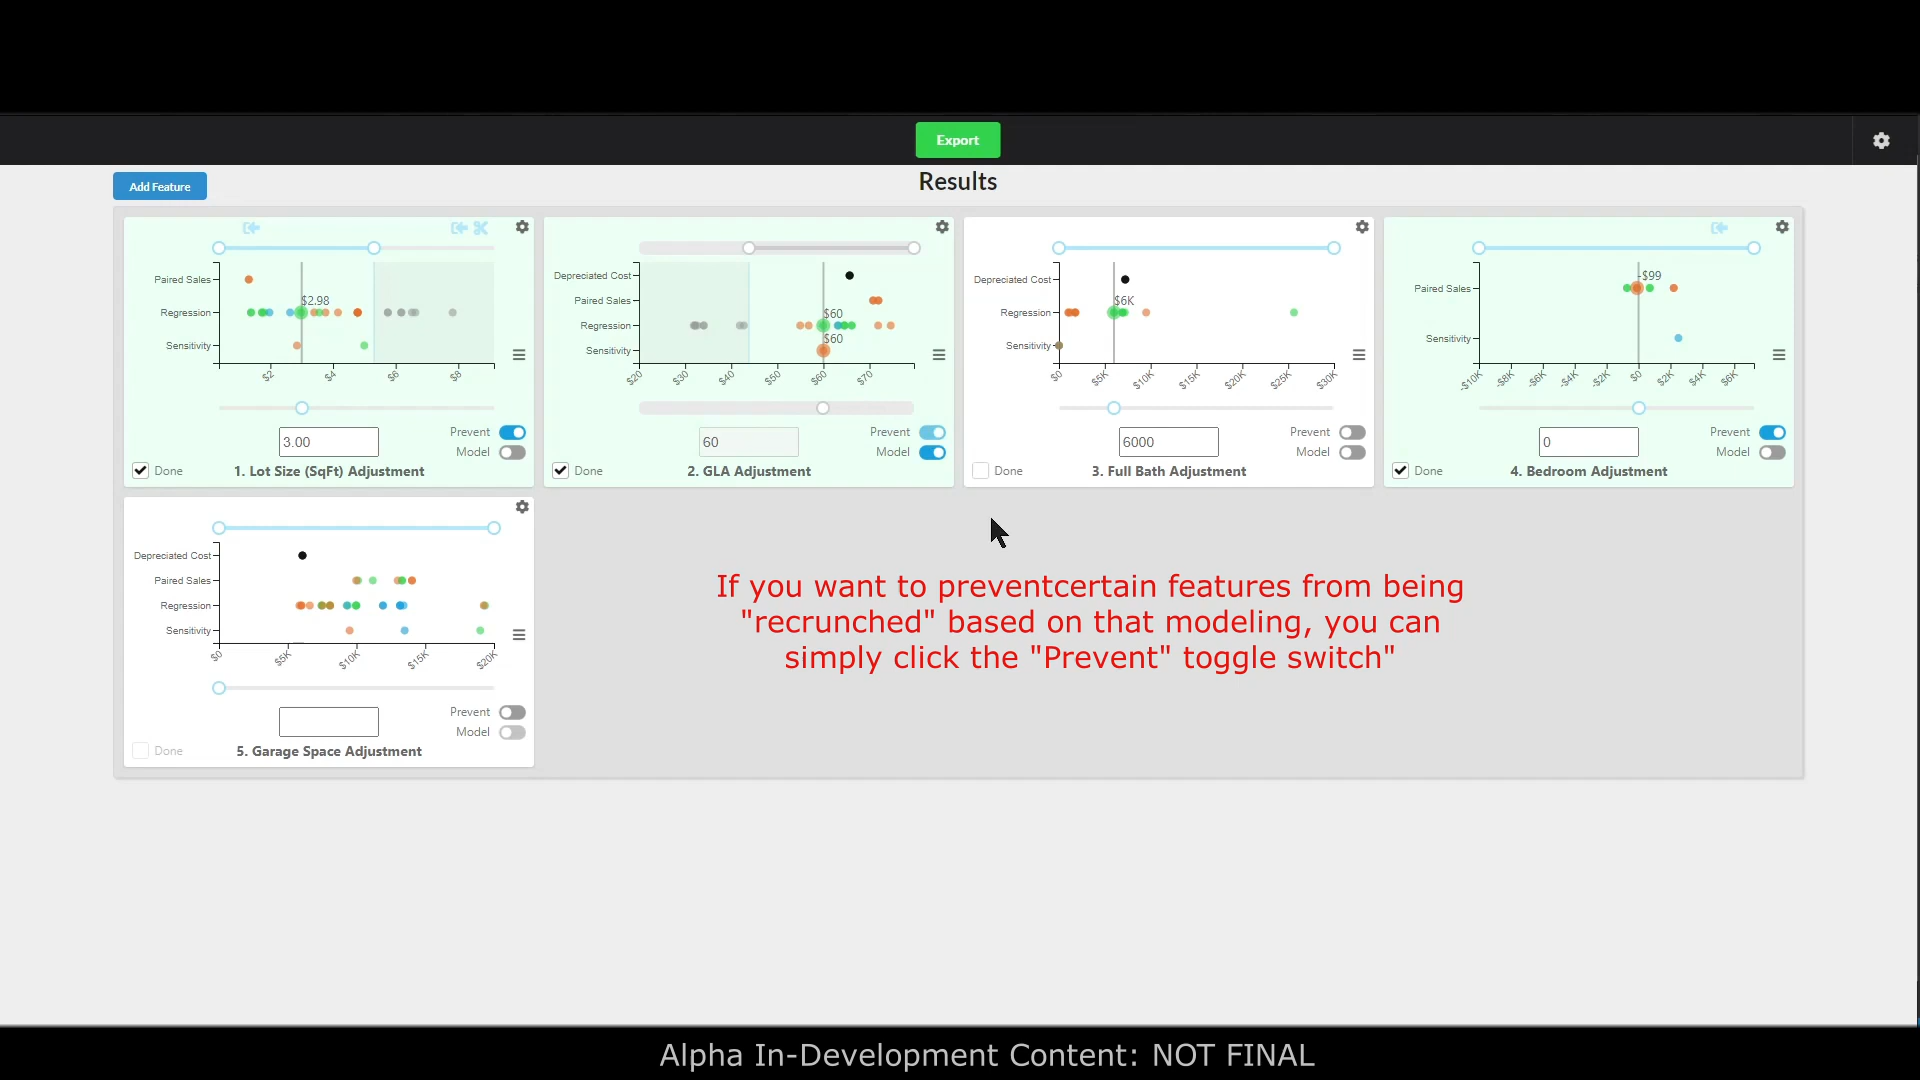 Export
Add Feature
Results
Paired Sales
Regression
Sensitivity
$2.98
$2
$4
$6
$8
3.00
Prevent
Model
Done
1. Lot Size (SqFt) Adjustment
Depreciated Cost
Paired Sales
Regression
Sensitivity
$60
$60
$20
$30
$40
$50
$60
$70
60
Prevent
Model
Done
2. GLA Adjustment
Depreciated Cost
Regression
Sensitivity
$6K
$0
$5K
$10K
$15K
$20K
$25K
$30K
6000
Prevent
Model
Done
3. Full Bath Adjustment
Paired Sales
Sensitivity
-$99
-$10K
-$8K
-$6K
-$4K
-$2K
$0
$2K
$4K
$6K
0
Prevent
Model
Done
4. Bedroom Adjustment
Depreciated Cost
Paired Sales
Regression
Sensitivity
$0
$5K
$10K
$15K
$20K
Prevent
Model
Done
5. Garage Space Adjustment
If you want to preventcertain features from being
"recrunched" based on that modeling, you can
simply click the "Prevent" toggle switch"
Alpha In-Development Content: NOT FINAL